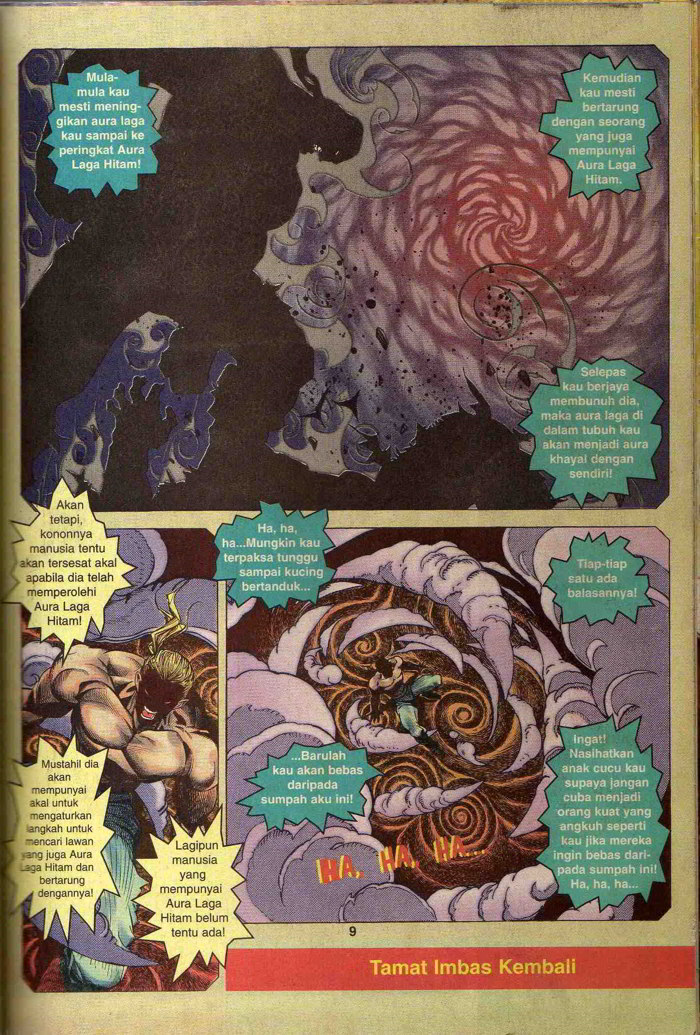 Mula-
mula kau
mesti mening-
gikan aura laga
kau sampai ke
peringkat Aura
Laga Hitam!
Kemudian
kau mesti
bertarung
dengan seorang
yang juga
mempunyai
Aura Laga
Hitam.
Selepas
kau berjaya
membunuh dia,
maka aura laga di
dalam tubuh kau
akan menjadi aura
khayal dengan
sendiri!
Akan
tetapi,
kononnya
manusia tentu
akan tersesat akal
apabila dia telah
memperolehi
Aura Laga
Hitam!
Mustahil dia
akan
mempunyai
akal untuk
mengaturkan
langkah untuk
mencari lawan
yang juga Aura
Laga Hitam dan
bertarung
dengannya!
Lagipun
manusia
yang
mempunyai
Aura Laga
Hitam belum
tentu ada!
Ha, ha,
ha...Mungkin kau
terpaksa tunggu
sampai kucing
bertanduk...
...Barulah
kau akan bebas
daripada
sumpah aku ini!
Tiap-tiap
satu ada
balasannya!
Ingat!
Nasihatkan
anak cucu kau
supaya jangan
cuba menjadi
orang kuat yang
angkuh seperti
kau jika mereka
ingin bebas dari-
pada sumpah ini!
Ha, ha, ha...
HA, HA, HA...
9
Tamat Imbas Kembali